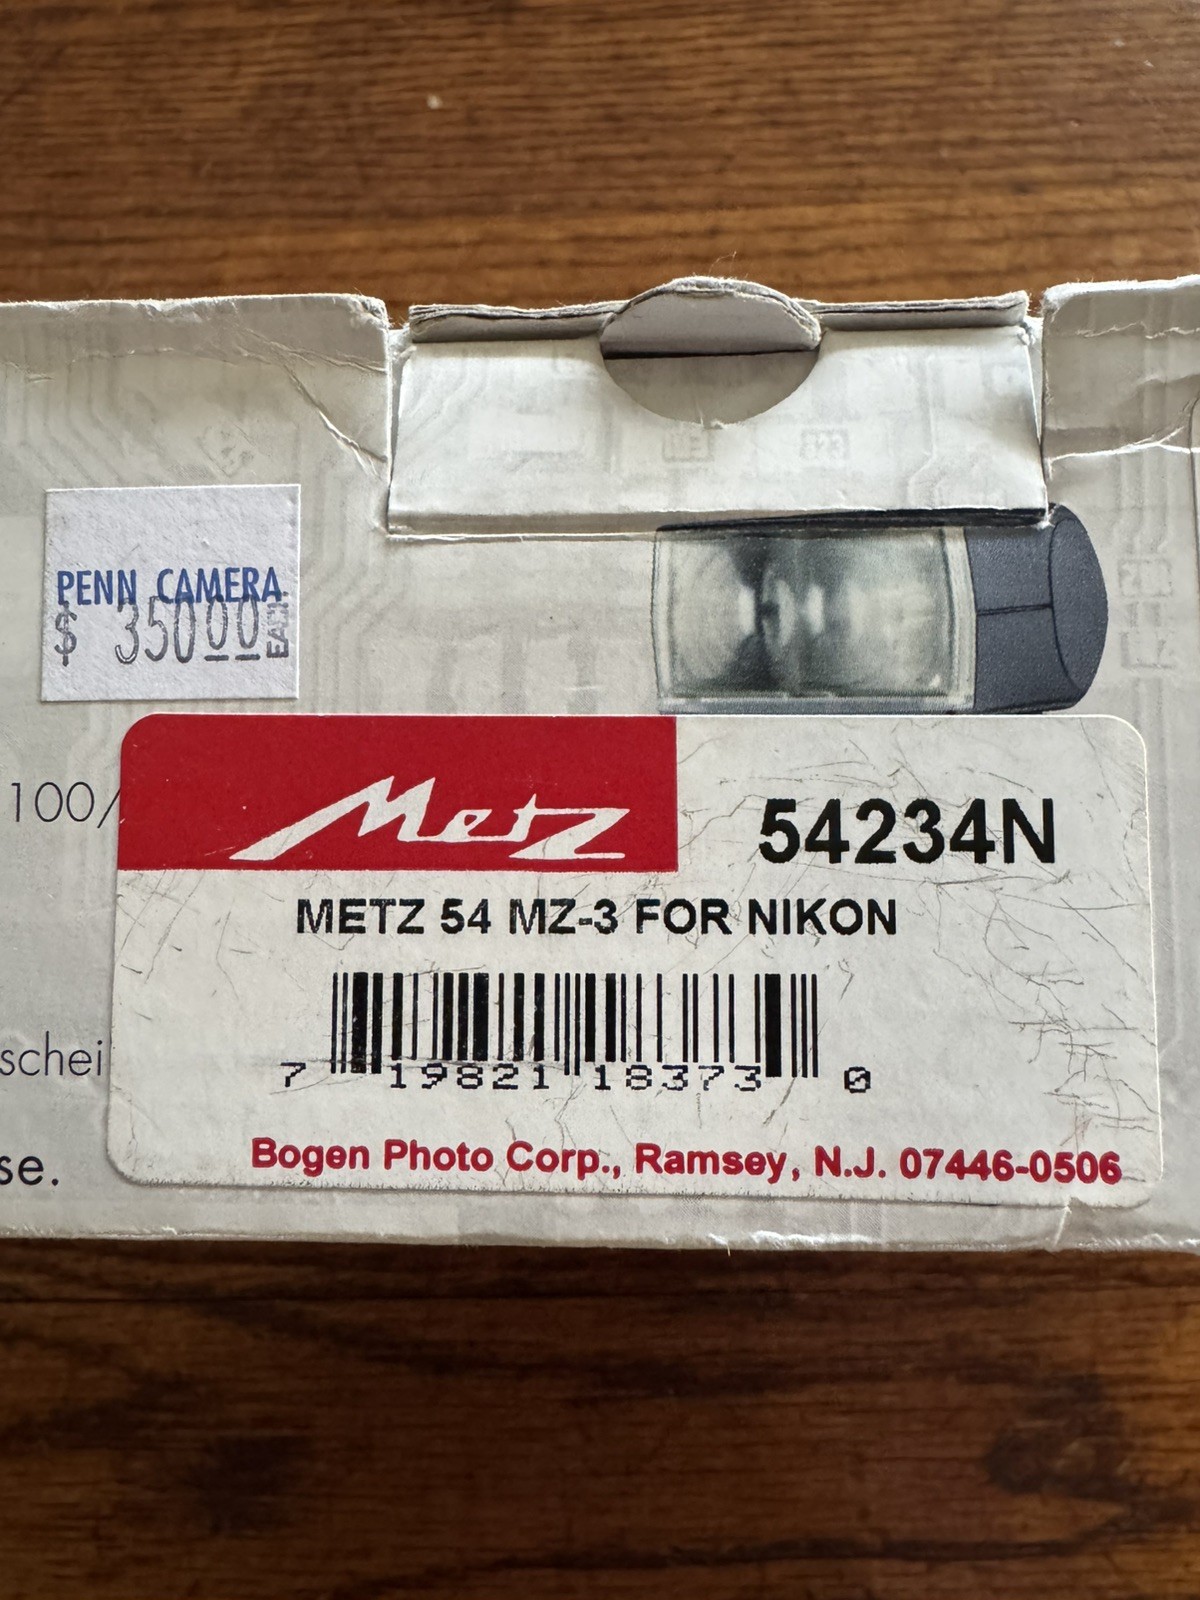 PENN CAMERA
$ 350.00 EACH
100/
Metz
54234N
METZ 54 MZ-3 FOR NIKON
7 19821 18373 0
schei
Bogen Photo Corp., Ramsey, N.J. 07446-0506
se.